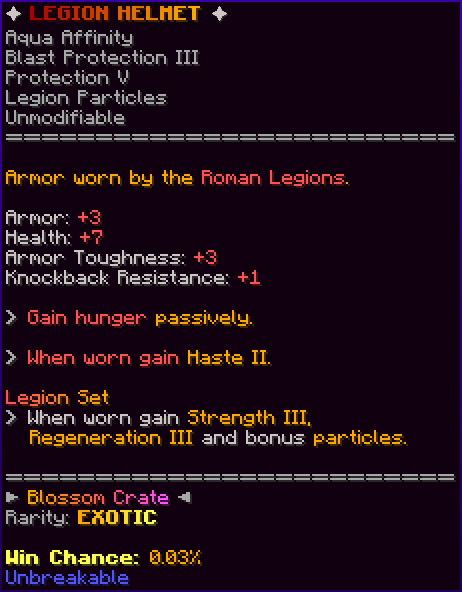 ✦ LEGION HELMET ✦
Aqua Affinity
Blast Protection III
Protection V
Legion Particles
Unmodifiable
================================
Armor worn by the Roman Legions.
Armor: +3
Health: +7
Armor Toughness: +3
Knockback Resistance: +1
> Gain hunger passively.
> When worn gain Haste II.
Legion Set
> When worn gain Strength III,
Regeneration III and bonus particles.
================================
► Blossom Crate ◄
Rarity: EXOTIC
Win Chance: 0.03%
Unbreakable